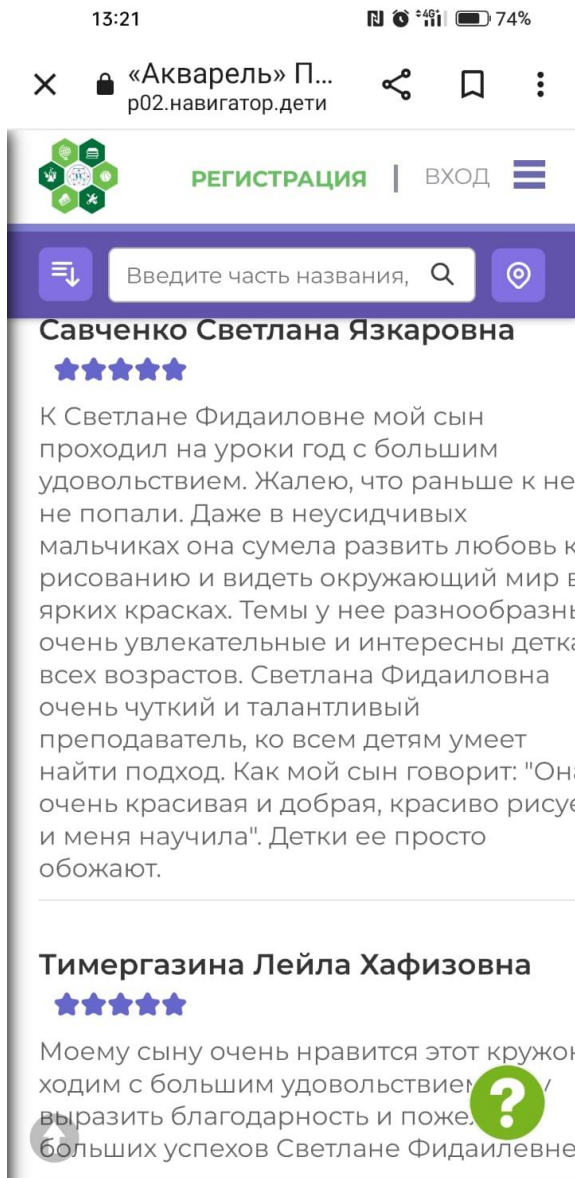 13:21
4G+
74%
«Акварель» П...
р02.навигатор.дети
РЕГИСТРАЦИЯ | ВХОД
Введите часть названия,
Савченко Светлана Язкаровна
К Светлане Фидаиловне мой сын
проходил на уроки год с большим
удовольствием. Жалею, что раньше к не
не попали. Даже в неусидчивых
мальчиках она сумела развить любовь к
рисованию и видеть окружающий мир в
ярких красках. Темы у нее разнообразны
очень увлекательные и интересны детка
всех возрастов. Светлана Фидаиловна
очень чуткий и талантливый
преподаватель, ко всем детям умеет
найти подход. Как мой сын говорит: "Она
очень красивая и добрая, красиво рисуе
и меня научила". Детки ее просто
обожают.
Тимергазина Лейла Хафизовна
Моему сыну очень нравится этот кружок
ходим с большим удовольствием
выразить благодарность и поже
больших успехов Светлане Фидаилевне
?